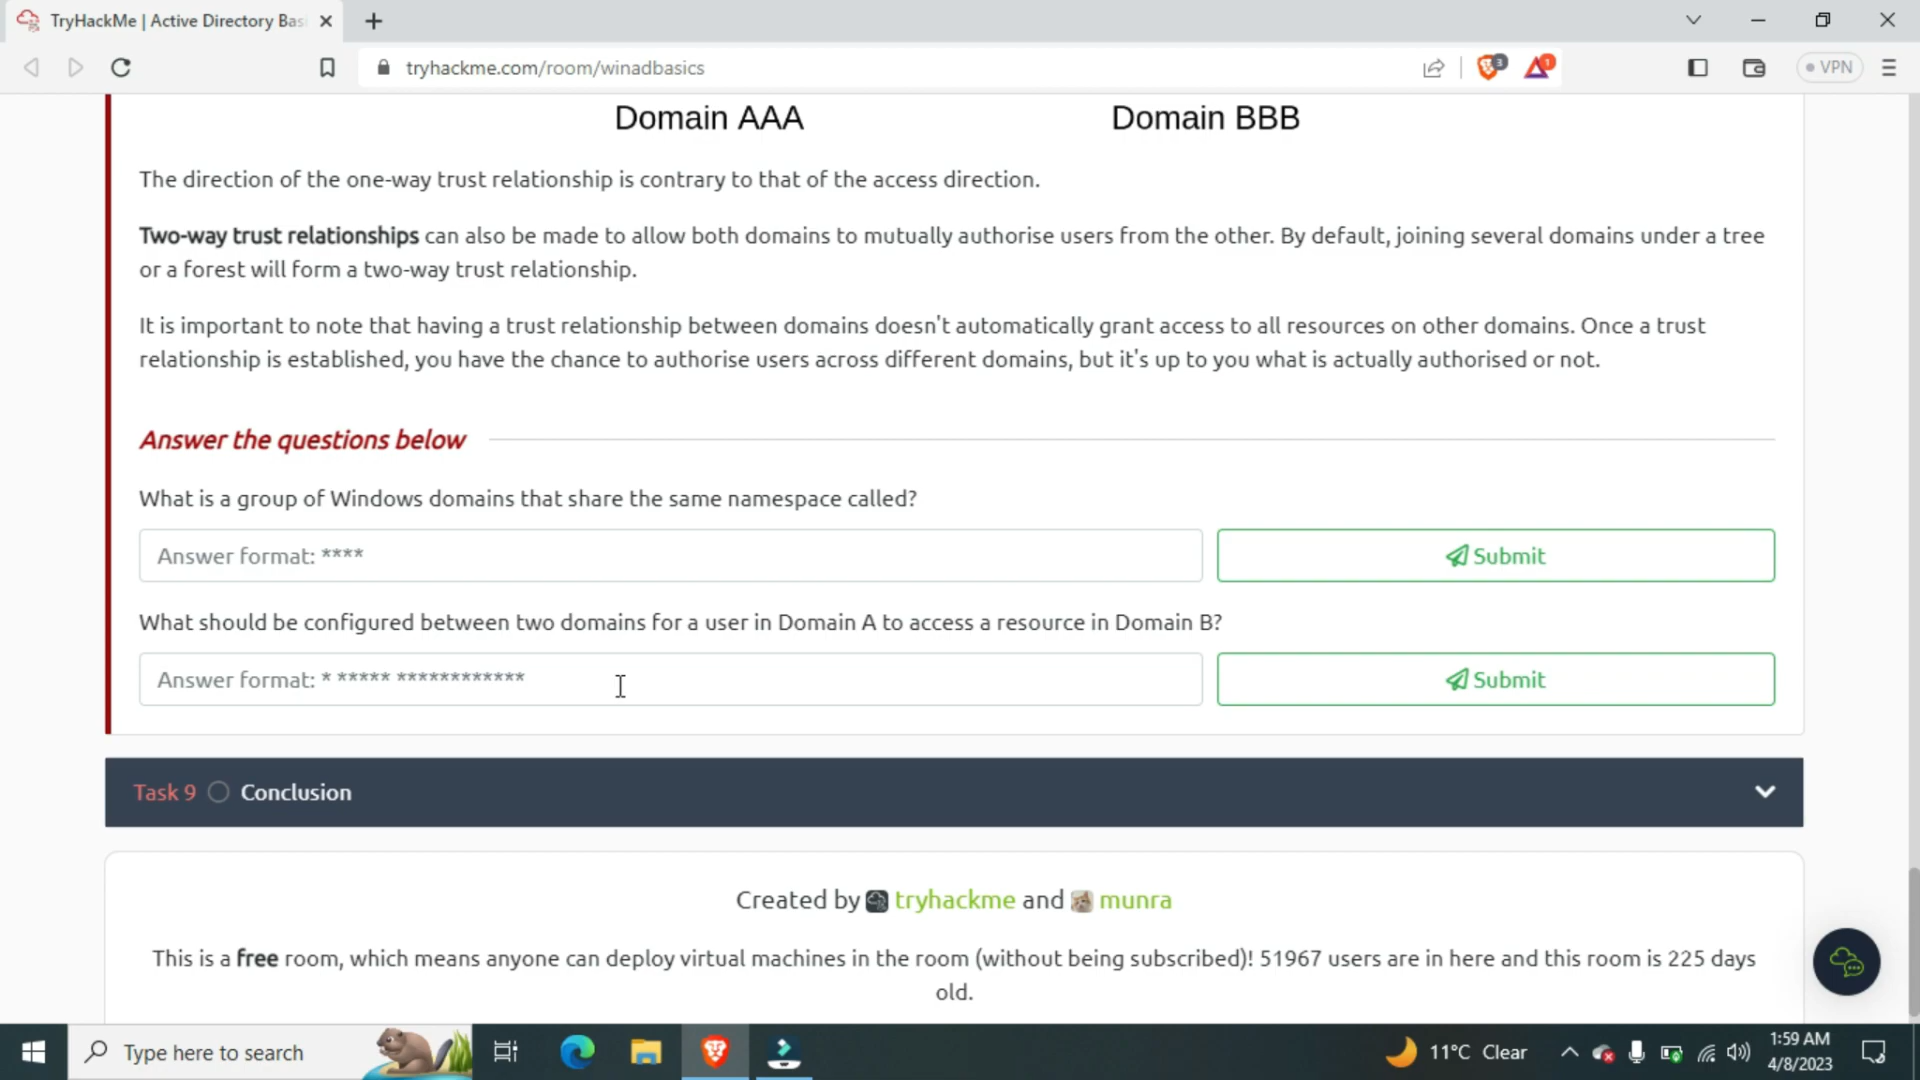 TryHackMe | Active Directory Bas
tryhackme.com/room/winadbasics
3
1
VPN
Domain AAA
Domain BBB
The direction of the one-way trust relationship is contrary to that of the access direction.
Two-way trust relationships can also be made to allow both domains to mutually authorise users from the other. By default, joining several domains under a tree
or a forest will form a two-way trust relationship.
It is important to note that having a trust relationship between domains doesn't automatically grant access to all resources on other domains. Once a trust
relationship is established, you have the chance to authorise users across different domains, but it's up to you what is actually authorised or not.
Answer the questions below
What is a group of Windows domains that share the same namespace called?
Answer format: ****
Submit
What should be configured between two domains for a user in Domain A to access a resource in Domain B?
Answer format: * ***** ************
Submit
Task 9 Conclusion
Created by tryhackme and munra
This is a free room, which means anyone can deploy virtual machines in the room (without being subscribed)! 51967 users are in here and this room is 225 days
old.
Type here to search
11°C Clear
1:59 AM
4/8/2023